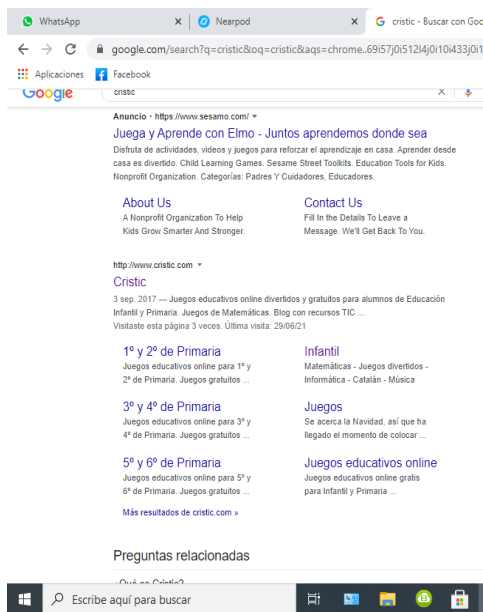 WhatsApp
Nearpod
cristic - Buscar con Goo
google.com/search?q=cristic&oq=cristic&aqs=chrome..69i57j0i512l4j0i10i433j0i1
Aplicaciones
Facebook
Google
cristic
Anuncio · https://www.sesamo.com/
Juega y Aprende con Elmo - Juntos aprendemos donde sea
Disfruta de actividades, videos y juegos para reforzar el aprendizaje en casa. Aprender desde
casa es divertido. Child Learning Games. Sesame Street Toolkits. Education Tools for Kids.
Nonprofit Organization. Categorías: Padres Y Cuidadores, Educadores.
About Us
A Nonprofit Organization To Help
Kids Grow Smarter And Stronger.
Contact Us
Fill In the Details To Leave a
Message. We'll Get Back To You.
http://www.cristic.com
Cristic
3 sep. 2017 — Juegos educativos online divertidos y gratuitos para alumnos de Educación
Infantil y Primaria. Juegos de Matemáticas. Blog con recursos TIC ...
Visitaste esta página 3 veces. Última visita: 29/06/21
1º y 2º de Primaria
Juegos educativos online para 1º y
2º de Primaria. Juegos gratuitos ...
Infantil
Matemáticas - Juegos divertidos -
Informática - Catalán - Música
3º y 4º de Primaria
Juegos educativos online para 3º y
4º de Primaria. Juegos gratuitos ...
Juegos
Se acerca la Navidad, así que ha
llegado el momento de colocar ...
5º y 6º de Primaria
Juegos educativos online para 5º y
6º de Primaria. Juegos gratuitos ...
Juegos educativos online
Juegos educativos online gratis
para Infantil y Primaria ...
Más resultados de cristic.com »
Preguntas relacionadas
¿Qué es Cristic?
Escribe aquí para buscar